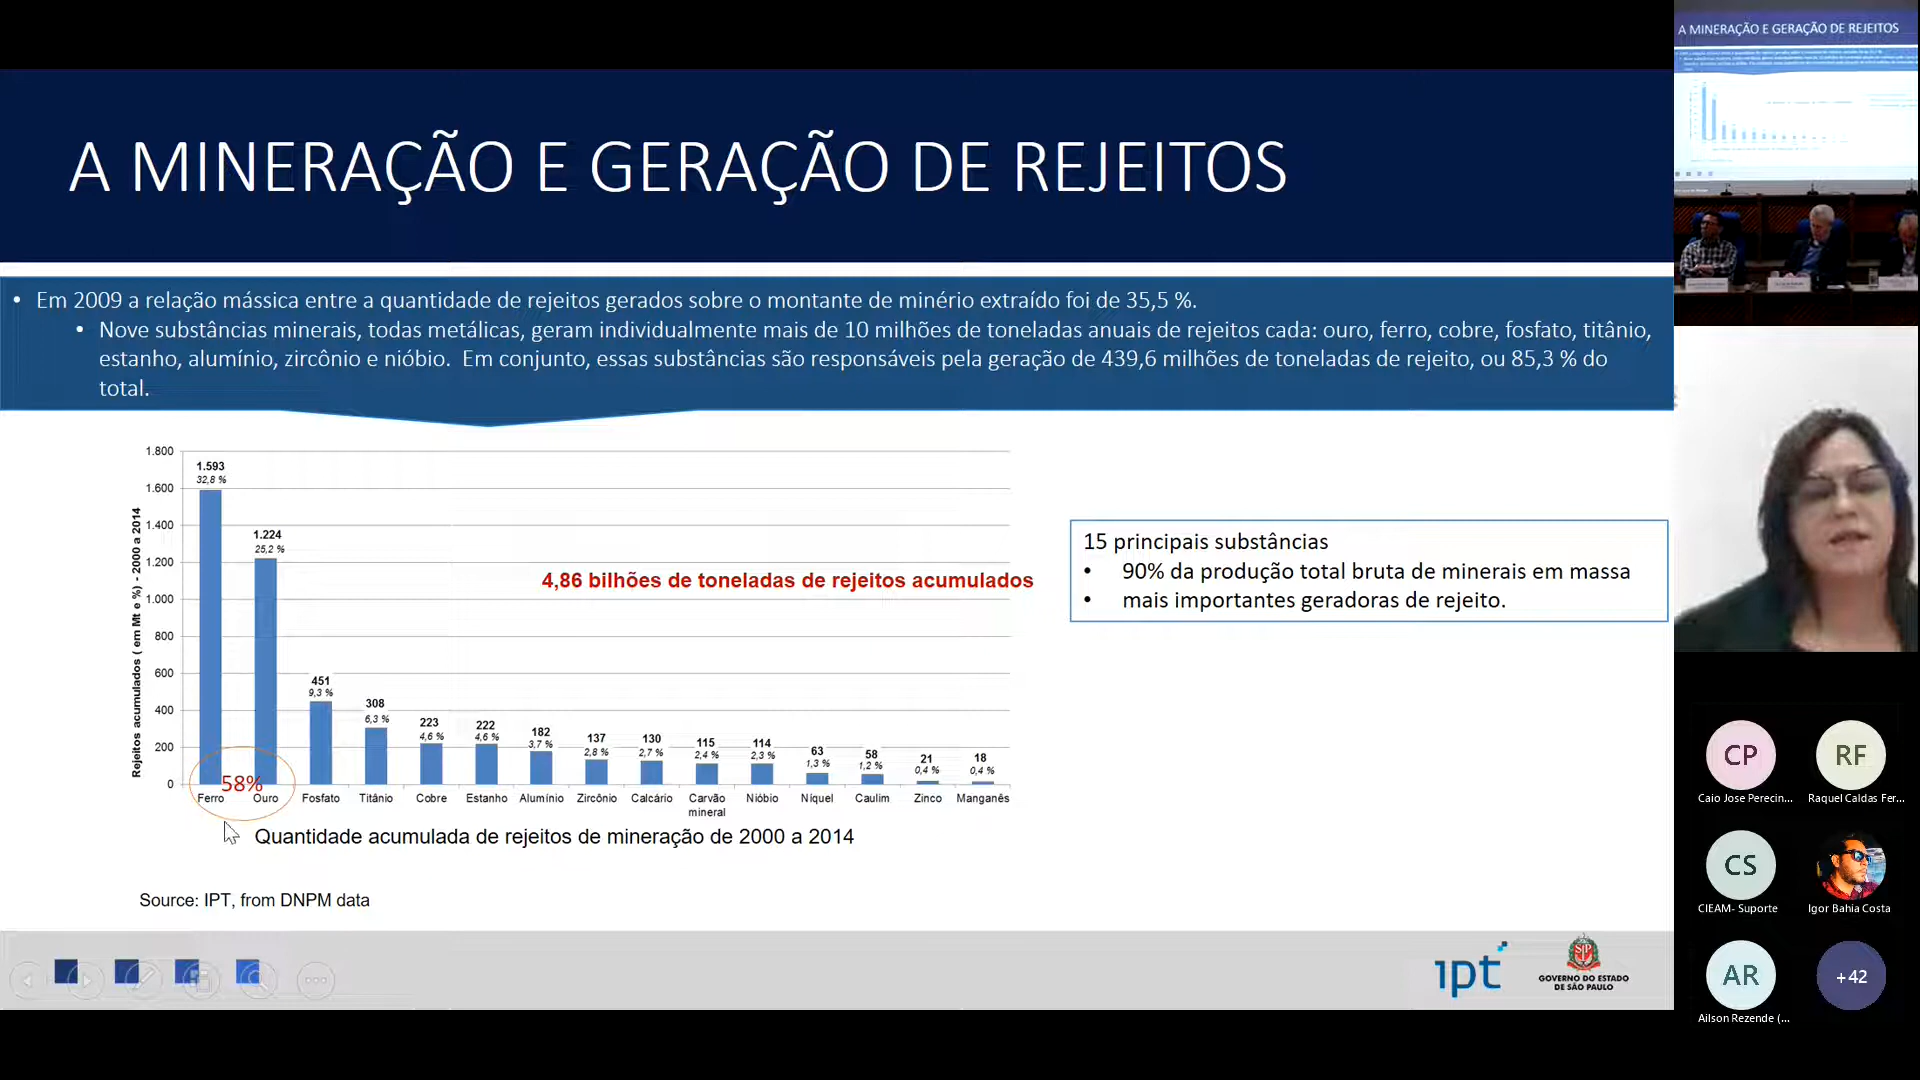 A MINERAÇÃO E GERAÇÃO DE REJEITOS
• Em 2009 a relação mássica entre a quantidade de rejeitos gerados sobre o montante de minério extraído foi de 35,5 %.
• Nove substâncias minerais, todas metálicas, geram individualmente mais de 10 milhões de toneladas anuais de rejeitos cada: ouro, ferro, cobre, fosfato, titânio,
estanho, alumínio, zircônio e nióbio. Em conjunto, essas substâncias são responsáveis pela geração de 439,6 milhões de toneladas de rejeito, ou 85,3 % do
total.
Rejeitos acumulados ( em Mt e %) - 2000 a 2014
1.800
1.600
1.400
1.200
1.000
800
600
400
200
0
1.593
32,8 %
1.224
25,2 %
451
9,3 %
308
6,3 %
223
4,6 %
222
4,6 %
182
3,7 %
137
2,8 %
130
2,7 %
115
2,4 %
114
2,3 %
63
1,3 %
58
1,2 %
21
0,4 %
18
0,4 %
4,86 bilhões de toneladas de rejeitos acumulados
58%
Ferro Ouro Fosfato Titânio Cobre Estanho Alumínio Zircônio Calcário Carvão mineral Nióbio Níquel Caulim Zinco Manganês
Quantidade acumulada de rejeitos de mineração de 2000 a 2014
Source: IPT, from DNPM data
15 principais substâncias
• 90% da produção total bruta de minerais em massa
• mais importantes geradoras de rejeito.
ipt
GOVERNO DO ESTADO
DE SÃO PAULO
A MINERAÇÃO E GERAÇÃO DE REJEITOS
CP
Caio Jose Perecin...
RF
Raquel Caldas Fer...
CS
CIEAM- Suporte
Igor Bahia Costa
AR
Ailson Rezende (...
+42